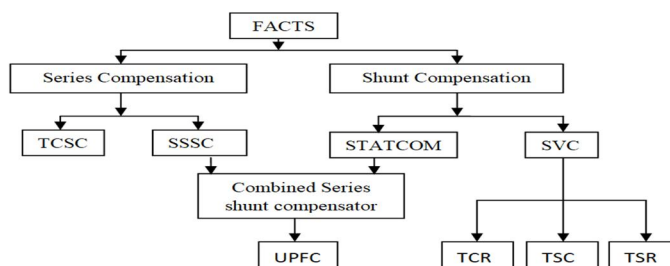 FACTS
Series Compensation
Shunt Compensation
TCSC
SSSC
STATCOM
SVC
Combined Series
shunt compensator
UPFC
TCR
TSC
TSR